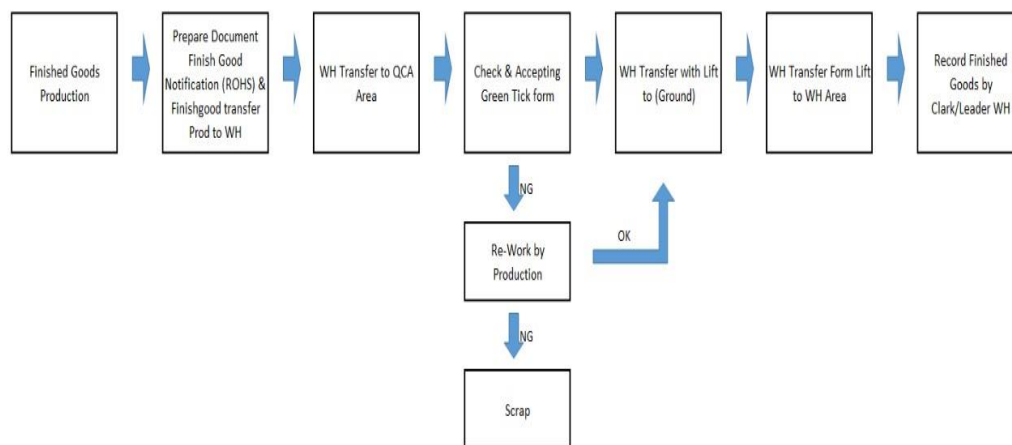 Finished Goods
Production
Prepare Document
Finish Good
Notification (ROHS) &
Finishgood transfer
Prod to WH
WH Transfer to QCA
Area
Check & Accepting
Green Tick form
WH Transfer with Lift
to (Ground)
WH Transfer Form Lift
to WH Area
Record Finished
Goods by
Clark/Leader WH
NG
Re-Work by
Production
OK
NG
Scrap